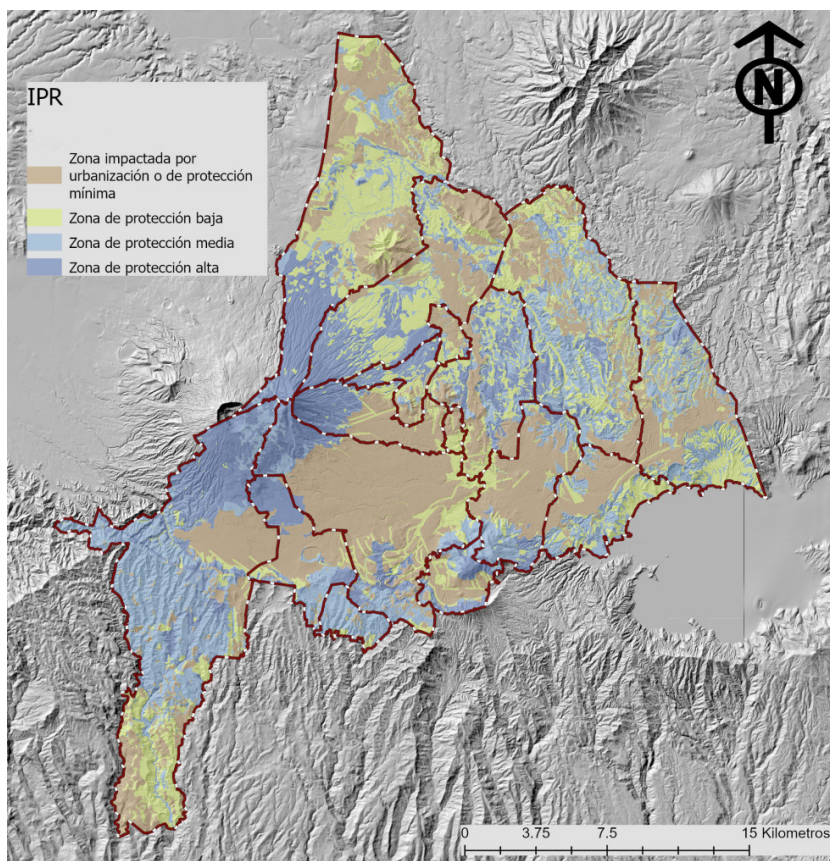 N
IPR
Zona impactada por
urbanización o de protección
mínima
Zona de protección baja
Zona de protección media
Zona de protección alta
0 3.75 7.5 15 Kilometros